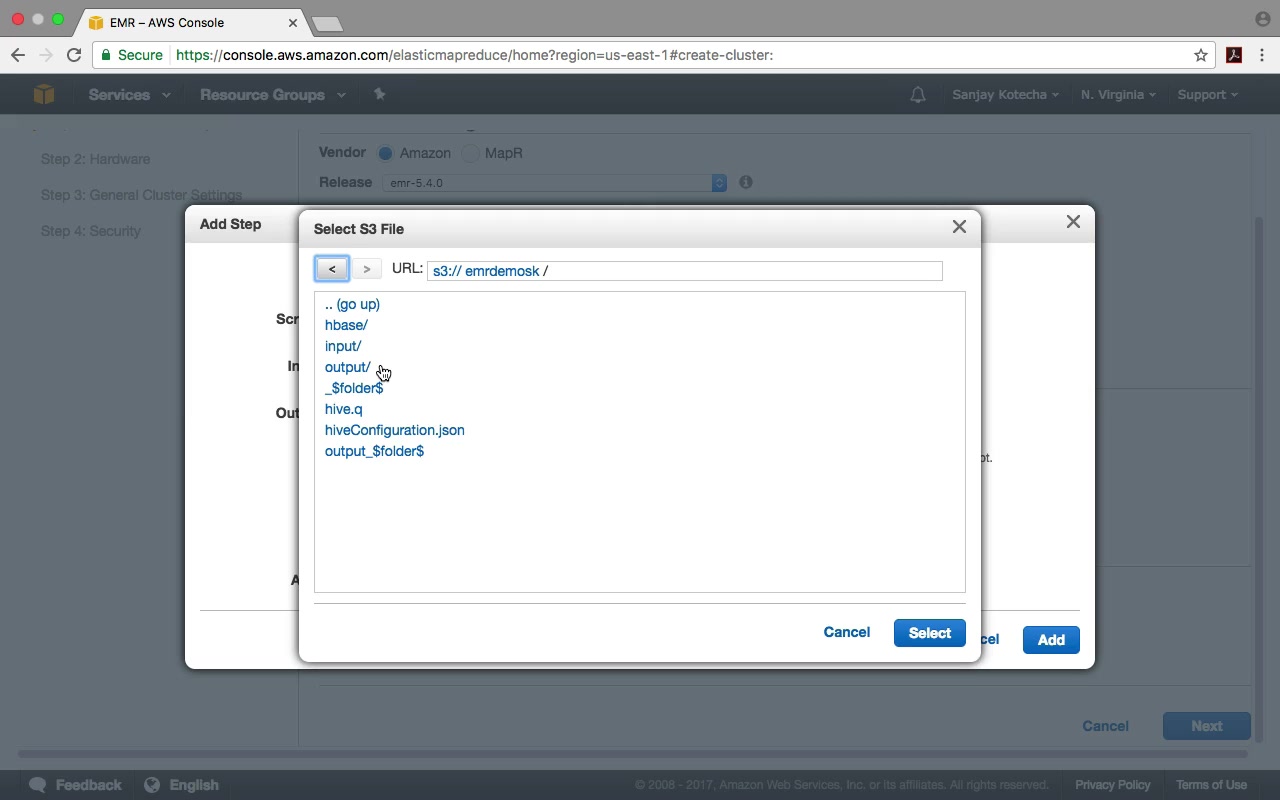 EMR – AWS Console
Secure https://console.aws.amazon.com/elasticmapreduce/home?region=us-east-1#create-cluster:
Services Resource Groups Sanjay Kotecha N. Virginia Support
Step 2: Hardware
Step 3: General Cluster Settings
Step 4: Security
Vendor Amazon MapR
Release emr-5.4.0
Add Step
Scr
In
Out
A
pt.
Select S3 File
< > URL: s3:// emrdemosk /
.. (go up)
hbase/
input/
output/
_$folder$
hive.q
hiveConfiguration.json
output_$folder$
Cancel Select
cel Add
Cancel Next
Feedback English © 2008 - 2017, Amazon Web Services, Inc. or its affiliates. All rights reserved. Privacy Policy Terms of Use